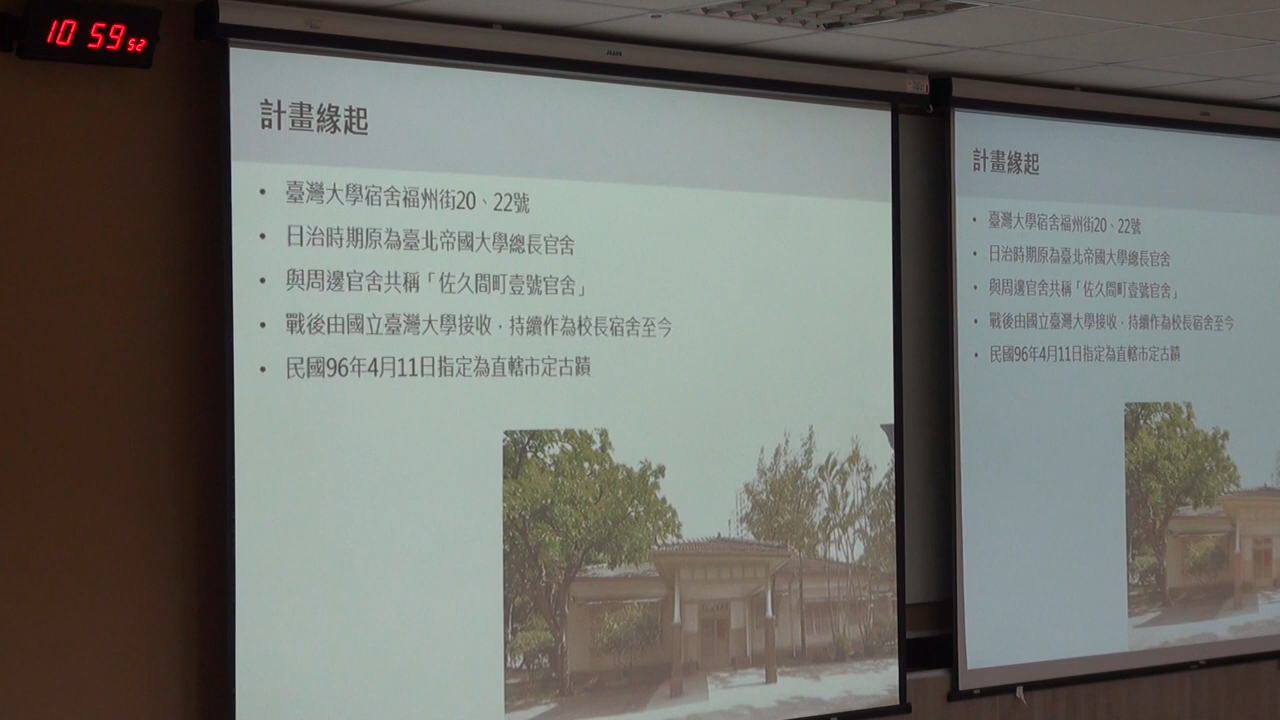 10 59 52
計畫緣起
臺灣大學宿舍福州街20、22號
日治時期原為臺北帝國大學總長官舍
與周邊官舍共稱「佐久間町壹號官舍」
戰後由國立臺灣大學接收，持續作為校長宿舍至今
民國96年4月11日指定為直轄市定古蹟
計畫緣起
臺灣大學宿舍福州街20、22號
日治時期原為臺北帝國大學總長官舍
與周邊官舍共稱「佐久間町壹號官舍」
戰後由國立臺灣大學接收，持續作為校長宿舍至今
民國96年4月11日指定為直轄市定古蹟